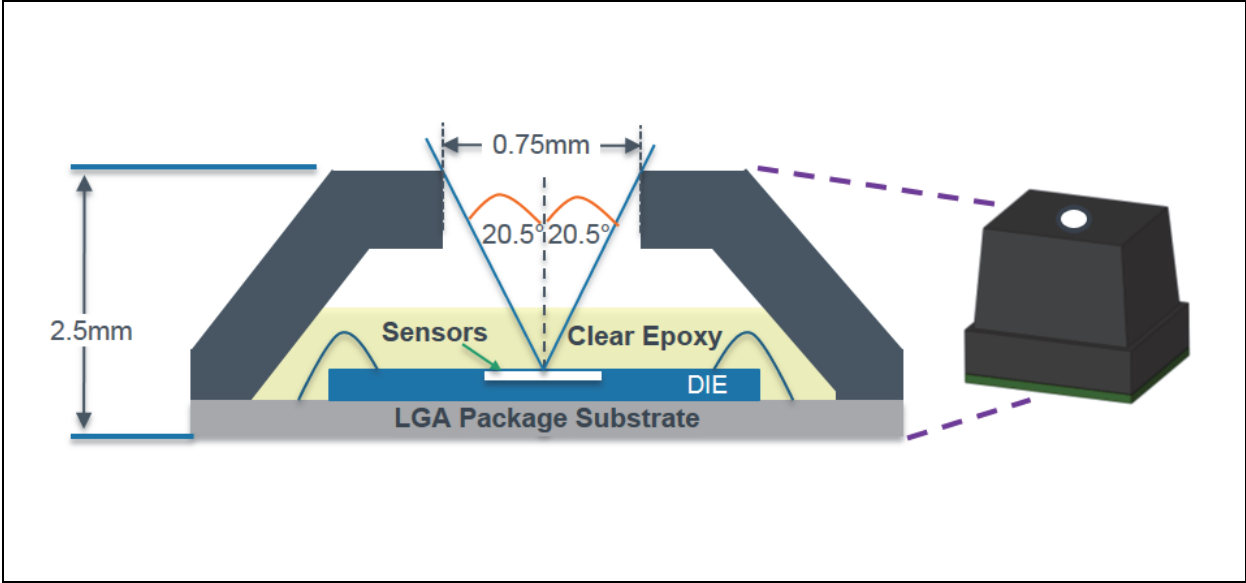 0.75mm
20.5° 20.5°
2.5mm
Sensors
Clear Epoxy
DIE
LGA Package Substrate